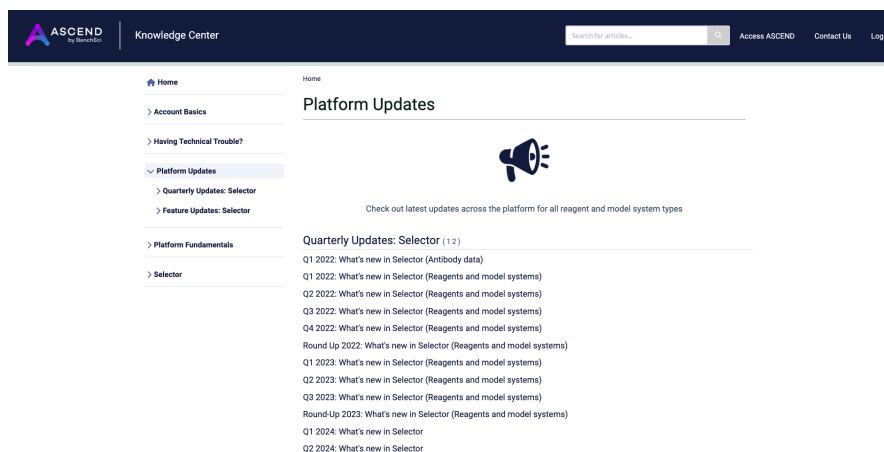 ASCEND
by BenchSci
Knowledge Center
Search for articles...
Access ASCEND
Contact Us
Log
Home
Account Basics
Having Technical Trouble?
Platform Updates
Quarterly Updates: Selector
Feature Updates: Selector
Platform Fundamentals
Selector
Home
Platform Updates
Check out latest updates across the platform for all reagent and model system types
Quarterly Updates: Selector (12)
Q1 2022: What's new in Selector (Antibody data)
Q1 2022: What's new in Selector (Reagents and model systems)
Q2 2022: What's new in Selector (Reagents and model systems)
Q3 2022: What's new in Selector (Reagents and model systems)
Q4 2022: What's new in Selector (Reagents and model systems)
Round Up 2022: What's new in Selector (Reagents and model systems)
Q1 2023: What's new in Selector (Reagents and model systems)
Q2 2023: What's new in Selector (Reagents and model systems)
Q3 2023: What's new in Selector (Reagents and model systems)
Round-Up 2023: What's new in Selector (Reagents and model systems)
Q1 2024: What's new in Selector
Q2 2024: What's new in Selector